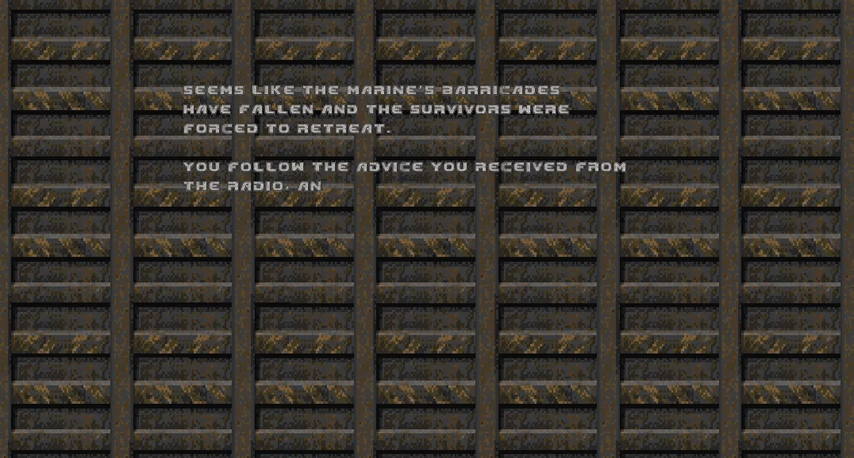 SEEMS LIKE THE MARINE'S BARRICADES
HAVE FALLEN AND THE SURVIVORS WERE
FORCED TO RETREAT.
YOU FOLLOW THE ADVICE YOU RECEIVED FROM
THE RADIO, AN